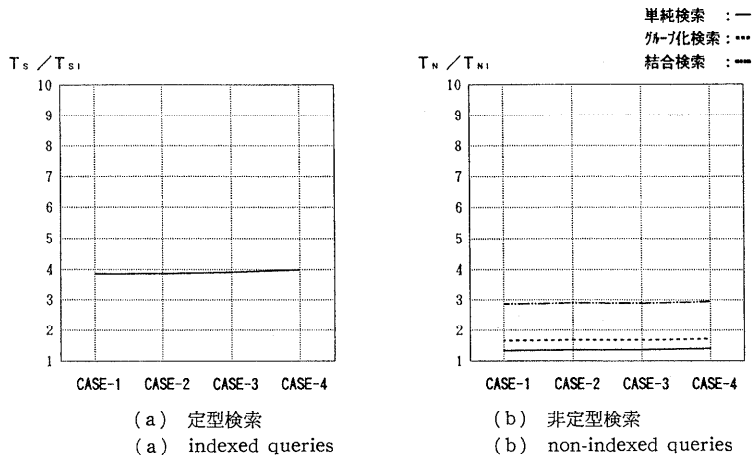 単純検索 : —
グループ化検索 : ---
結合検索 : -··-
Ts ／Tsı
10
9
8
7
6
5
4
3
2
1
CASE-1 CASE-2 CASE-3 CASE-4
(a) 定型検索
(a) indexed queries
TN ／TNı
10
9
8
7
6
5
4
3
2
1
CASE-1 CASE-2 CASE-3 CASE-4
(b) 非定型検索
(b) non-indexed queries